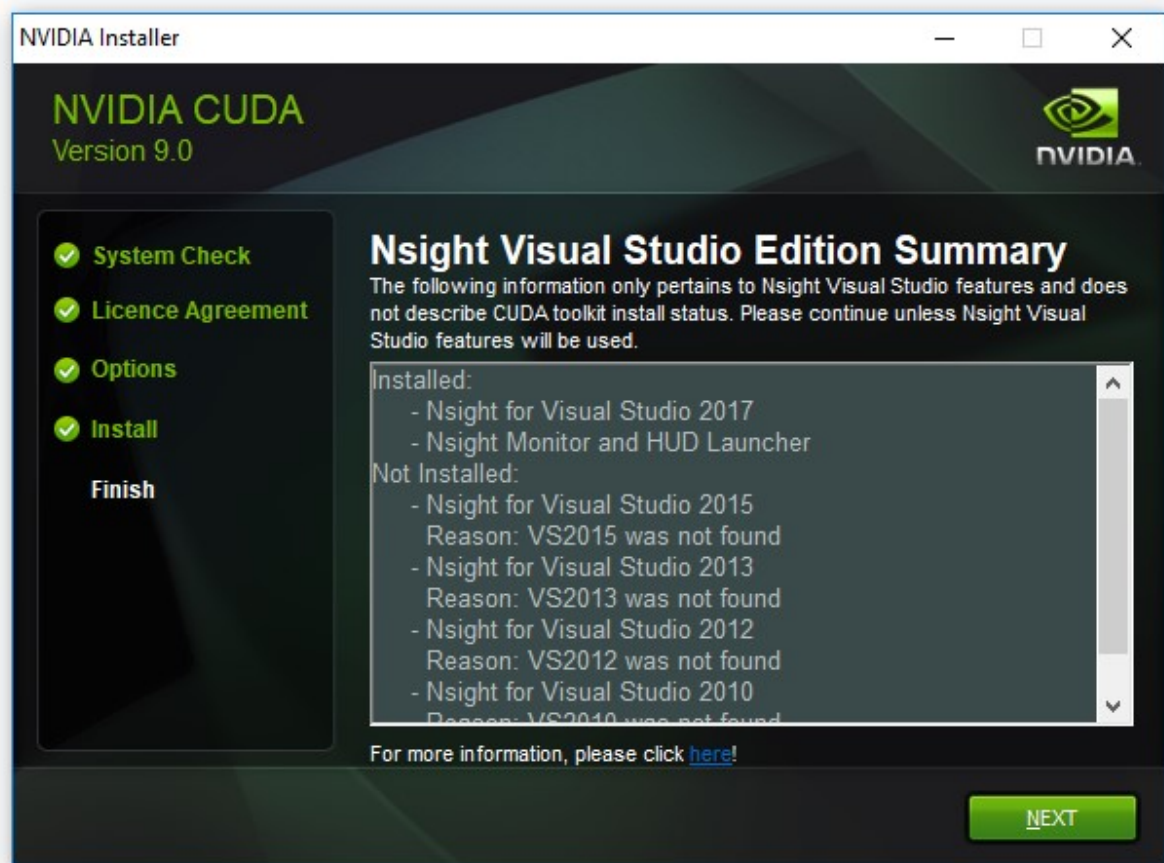 NVIDIA Installer
NVIDIA CUDA
Version 9.0
NVIDIA.
System Check
Licence Agreement
Options
Install
Finish
Nsight Visual Studio Edition Summary
The following information only pertains to Nsight Visual Studio features and does
not describe CUDA toolkit install status. Please continue unless Nsight Visual
Studio features will be used.
Installed:
- Nsight for Visual Studio 2017
- Nsight Monitor and HUD Launcher
Not Installed:
- Nsight for Visual Studio 2015
Reason: VS2015 was not found
- Nsight for Visual Studio 2013
Reason: VS2013 was not found
- Nsight for Visual Studio 2012
Reason: VS2012 was not found
- Nsight for Visual Studio 2010
Reason: VS2010 was not found
For more information, please click here!
NEXT